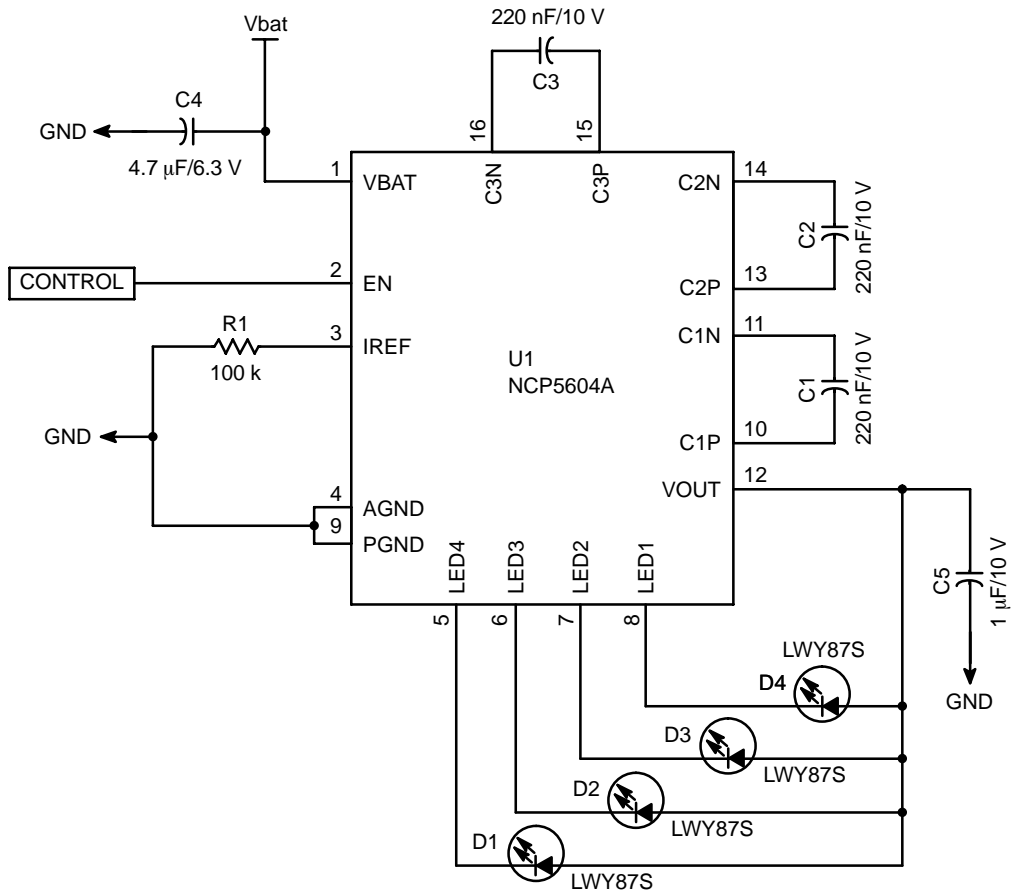 Vbat
220 nF/10 V
C3
C4
GND
4.7 μF/6.3 V
16
15
1
VBAT
C3N
C3P
C2N
14
C2
220 nF/10 V
CONTROL
2
EN
C2P
13
R1
3
IREF
100 k
C1N
11
U1
NCP5604A
C1
220 nF/10 V
GND
C1P
10
VOUT
12
4
AGND
9
PGND
LED4
LED3
LED2
LED1
C5
1 μF/10 V
5
6
7
8
LWY87S
D4
GND
D3
LWY87S
D2
LWY87S
D1
LWY87S